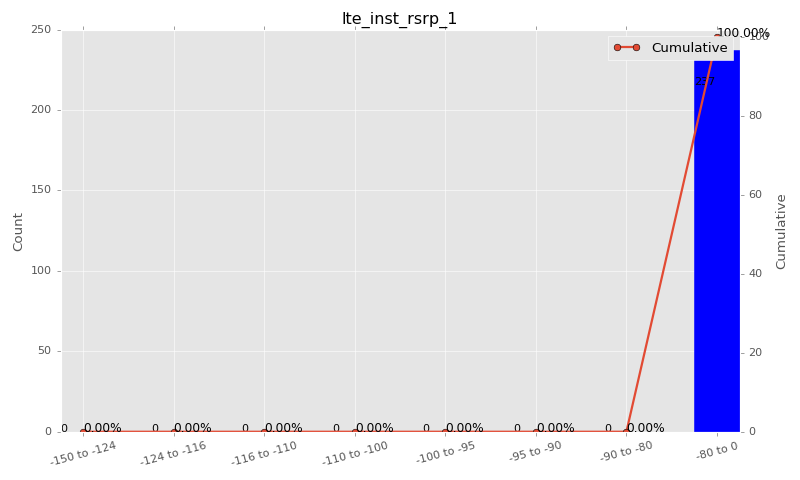 lte_inst_rsrp_1
250
200
150
100
50
0
Count
100
80
60
40
20
0
Cumulative
Cumulative
0 0.00%
0 0.00%
0 0.00%
0 0.00%
0 0.00%
0 0.00%
0 0.00%
100.00%
-150 to -124
-124 to -116
-116 to -110
-110 to -100
-100 to -95
-95 to -90
-90 to -80
-80 to 0